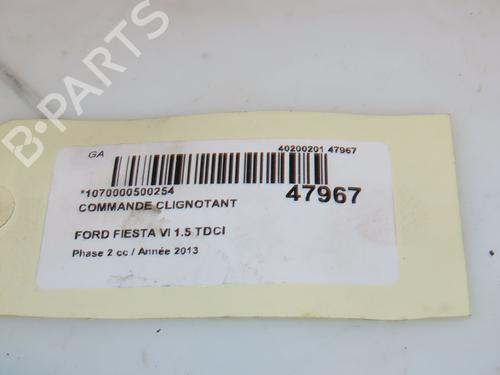 B-PARTS
GA
40200201 47967
*1070000500254
47967
COMMANDE CLIGNOTANT
FORD FIESTA VI 1.5 TDCI
Phase 2 cc / Année 2013